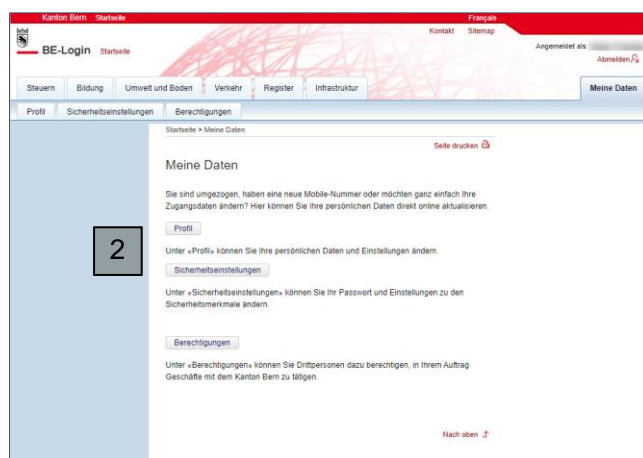 Kanton Bern Startseite Français
Kontakt Sitemap
BE-Login Startseite
Angemeldet als
Abmelden
Steuern Bildung Umwelt und Boden Verkehr Register Infrastruktur Meine Daten
Profil Sicherheitseinstellungen Berechtigungen
Startseite > Meine Daten
Seite drucken
Meine Daten
Sie sind umgezogen, haben eine neue Mobile-Nummer oder möchten ganz einfach Ihre
Zugangsdaten ändern? Hier können Sie Ihre persönlichen Daten direkt online aktualisieren.
Profil
2
Unter «Profil» können Sie Ihre persönlichen Daten und Einstellungen ändern.
Sicherheitseinstellungen
Unter «Sicherheitseinstellungen» können Sie Ihr Passwort und Einstellungen zu den
Sicherheitsmerkmale ändern.
Berechtigungen
Unter «Berechtigungen» können Sie Drittpersonen dazu berechtigen, in Ihrem Auftrag
Geschäfte mit dem Kanton Bern zu tätigen.
Nach oben